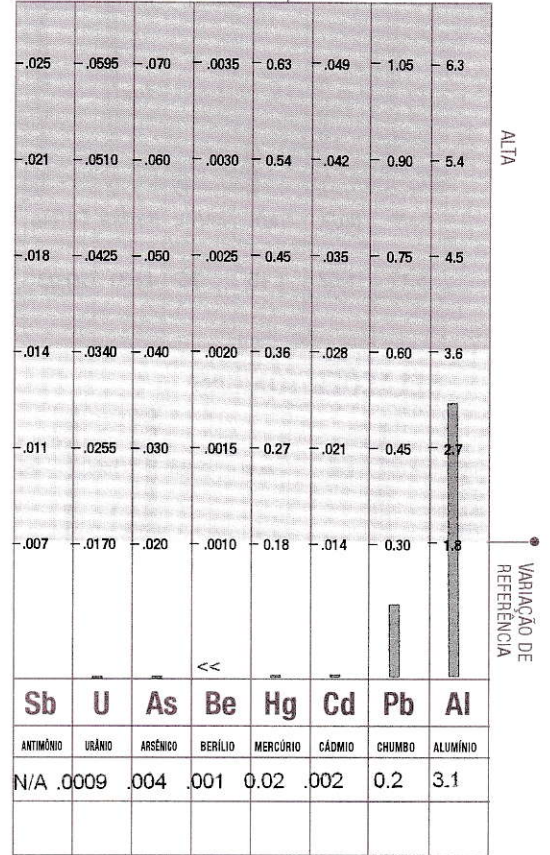 .025 .0595 .070 .0035 0.63 .049 1.05 6.3
ALTA
.021 .0510 .060 .0030 0.54 .042 0.90 5.4
.018 .0425 .050 .0025 0.45 .035 0.75 4.5
.014 .0340 .040 .0020 0.36 .028 0.60 3.6
.011 .0255 .030 .0015 0.27 .021 0.45 2.7
.007 .0170 .020 .0010 0.18 .014 0.30 1.8
VARIAÇÃO DE
REFERÊNCIA
<<
Sb U As Be Hg Cd Pb Al
ANTIMÔNIO URÂNIO ARSÊNICO BERÍLIO MERCÚRIO CÁDMIO CHUMBO ALUMÍNIO
N/A .0009 .004 .001 0.02 .002 0.2 3.1